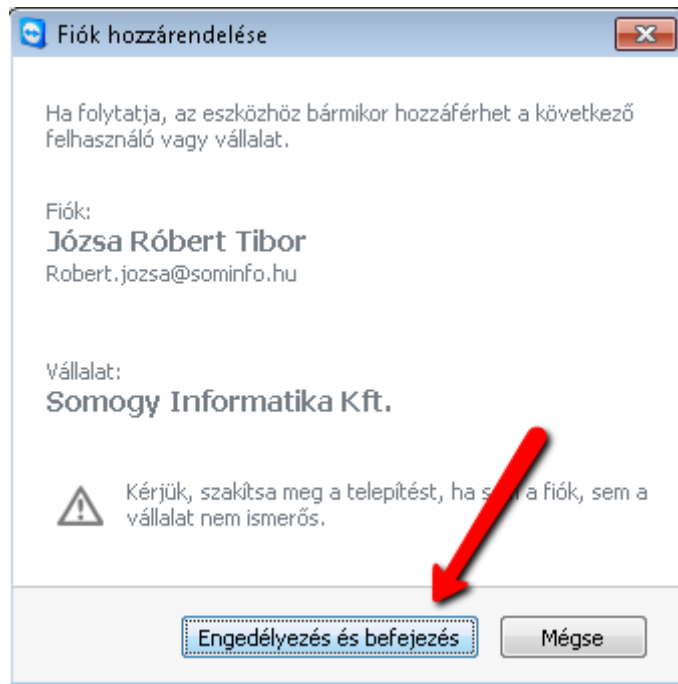 Fiók hozzárendelése
Ha folytatja, az eszközhöz bármikor hozzáférhet a következő
felhasználó vagy vállalat.
Fiók:
Józsa Róbert Tibor
Robert.jozsa@sominfo.hu
Vállalat:
Somogy Informatika Kft.
Kérjük, szakítsa meg a telepítést, ha a fiók, sem a
vállalat nem ismerős.
Engedélyezés és befejezés
Mégse